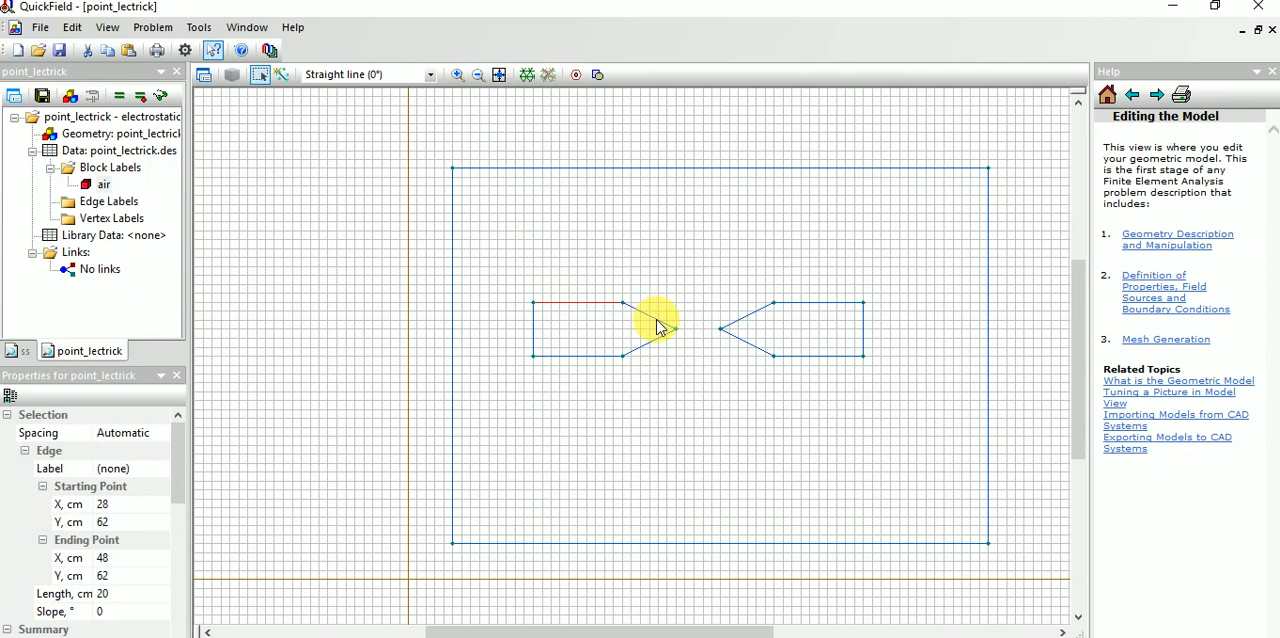 QuickField - [point_lectrick]
File Edit View Problem Tools Window Help
point_lectrick
Straight line (0°)
Help
point_lectrick - electrostatic
Geometry: point_lectrick
Data: point_lectrick.des
Block Labels
air
Edge Labels
Vertex Labels
Library Data: <none>
Links:
No links
ss point_lectrick
Properties for point_lectrick
Selection
Spacing Automatic
Edge
Label (none)
Starting Point
X, cm 28
Y, cm 62
Ending Point
X, cm 48
Y, cm 62
Length, cm 20
Slope, ° 0
Summary
Editing the Model
This view is where you edit
your geometric model. This
is the first stage of any
Finite Element Analysis
problem description that
includes:
1. Geometry Description
and Manipulation
2. Definition of
Properties, Field
Sources and
Boundary Conditions
3. Mesh Generation
Related Topics
What is the Geometric Model
Tuning a Picture in Model
View
Importing Models from CAD
Systems
Exporting Models to CAD
Systems